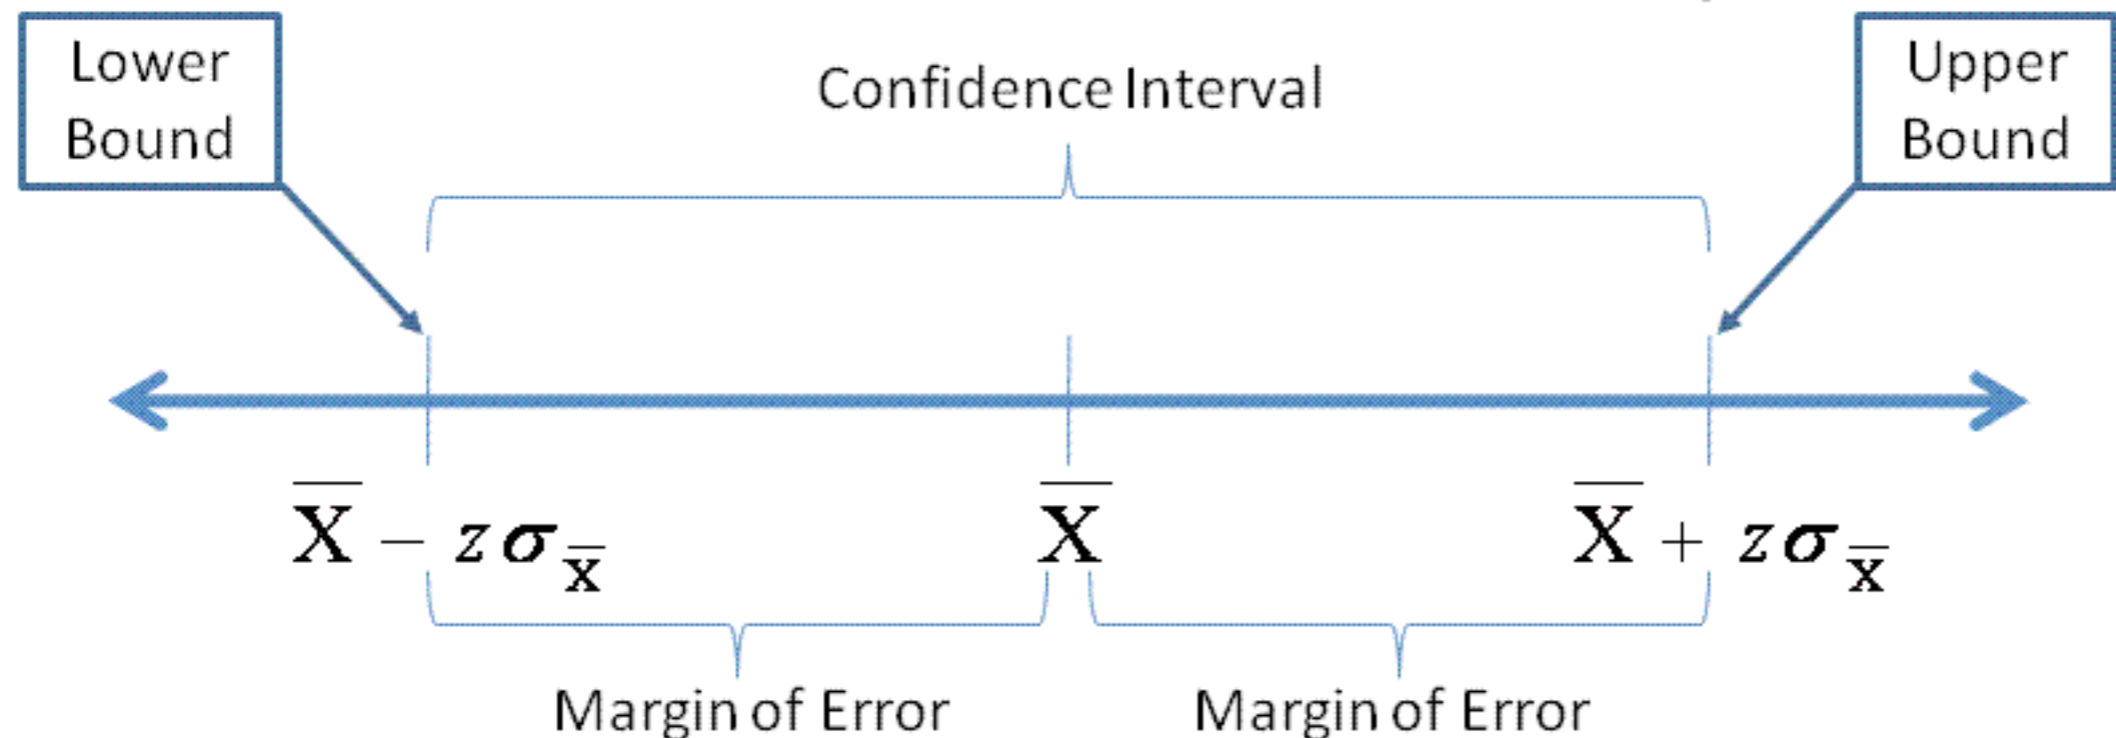 Lower
Bound
Confidence Interval
Upper
Bound
X̅ − zσx̅
X̅
X̅ + zσx̅
Margin of Error
Margin of Error